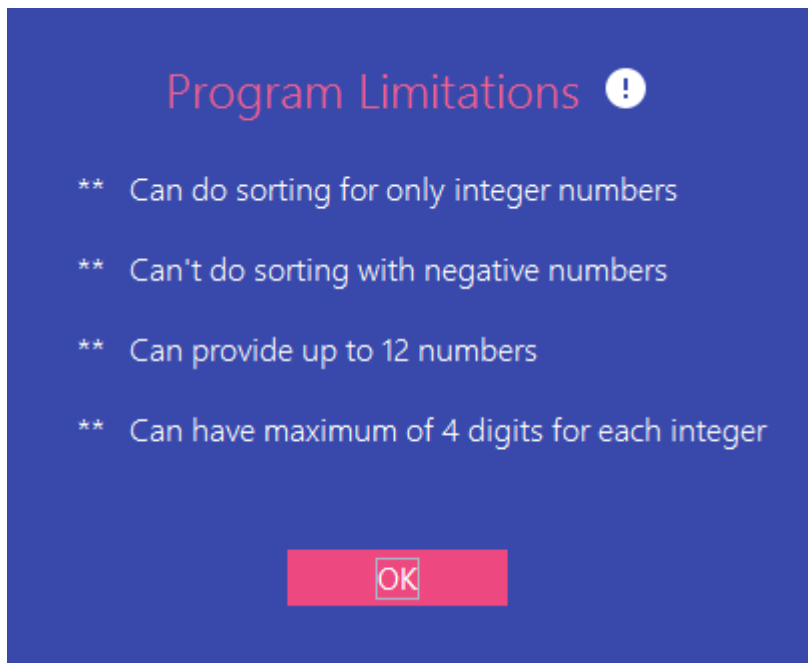 Program Limitations !
** Can do sorting for only integer numbers
** Can't do sorting with negative numbers
** Can provide up to 12 numbers
** Can have maximum of 4 digits for each integer
OK